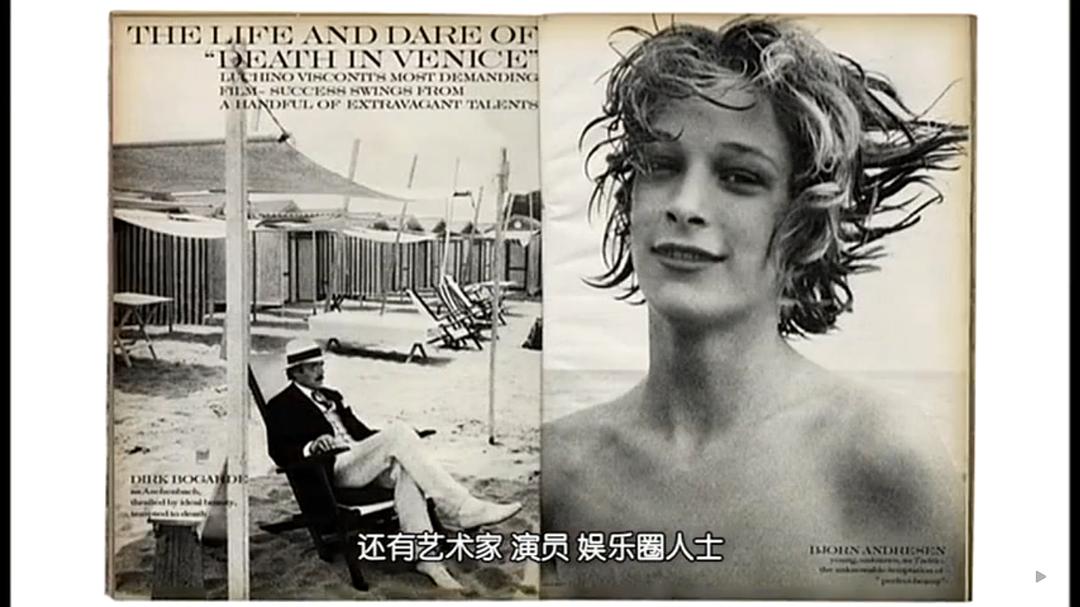 THE LIFE AND DARE OF
"DEATH IN VENICE"
LUCHINO VISCONTI'S MOST DEMANDING
FILM– SUCCESS SWINGS FROM
A HANDFUL OF EXTRAVAGANT TALENTS
DIRK BOGARDE
as Aschenbach,
thralled by ideal beauty,
tempted to death
BJORN ANDRESEN
young, unknown, as Tadzio:
the unknowable temptation of
"perfect beauty"
还有艺术家 演员 娱乐圈人士